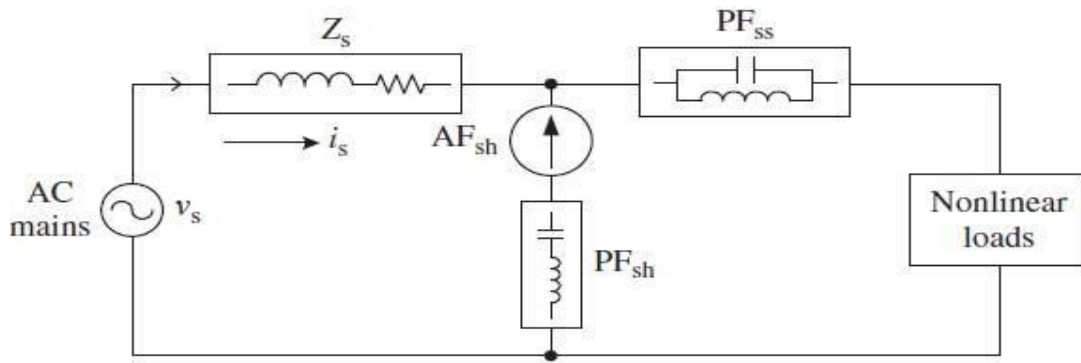 Z_s
PF_ss
i_s
AF_sh
AC
mains
v_s
PF_sh
Nonlinear
loads